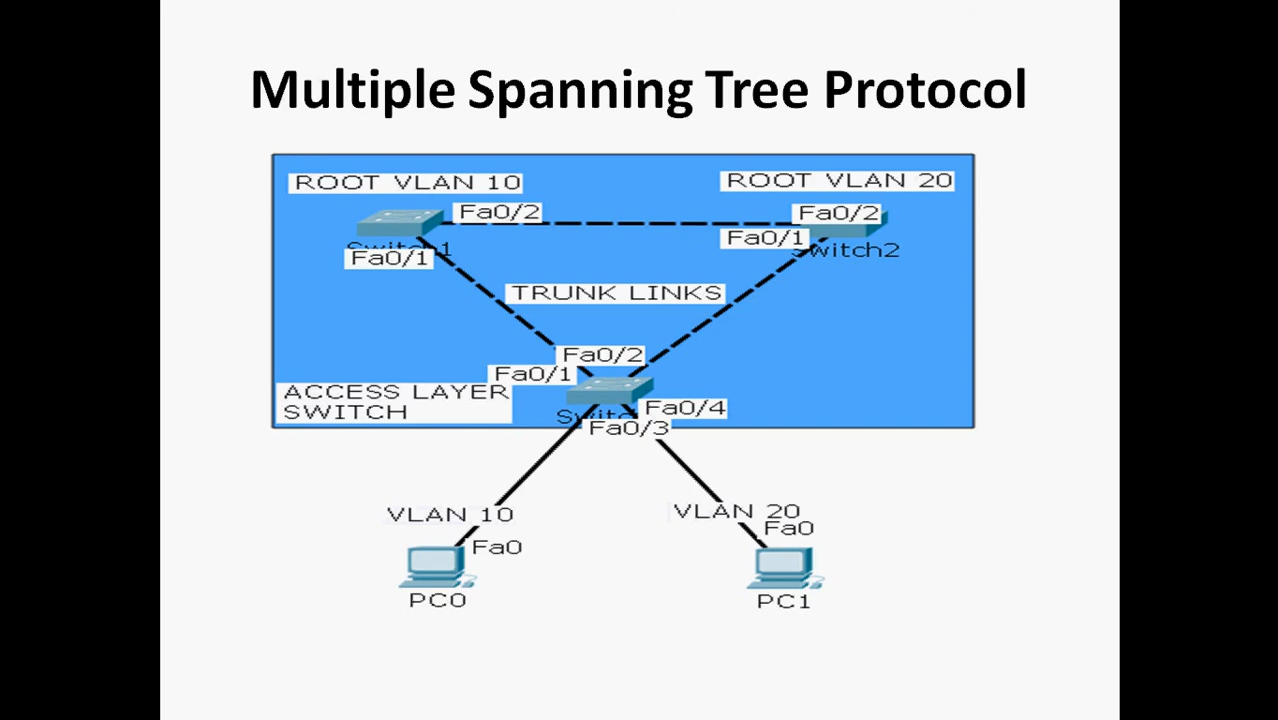 Multiple Spanning Tree Protocol
ROOT VLAN 10
ROOT VLAN 20
Fa0/2
Fa0/2
Switch1
Fa0/1
Switch2
Fa0/1
TRUNK LINKS
Fa0/2
Fa0/1
ACCESS LAYER
SWITCH
Fa0/4
Fa0/3
VLAN 10
VLAN 20
Fa0
Fa0
PC0
PC1